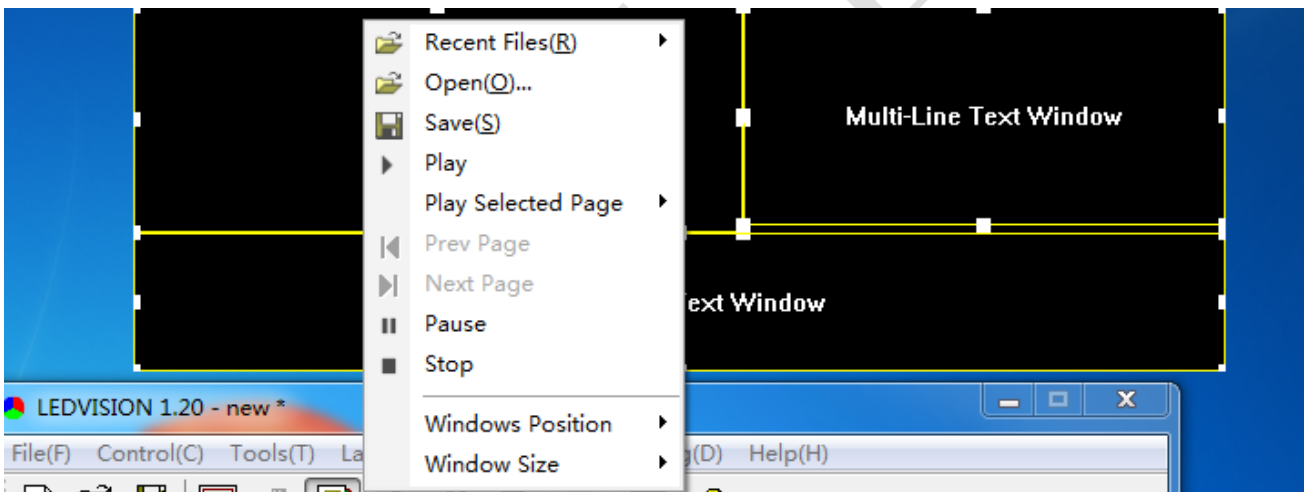 Recent Files(R)
Open(O)...
Save(S)
Play
Play Selected Page
Prev Page
Next Page
Pause
Stop
Windows Position
Window Size
Multi-Line Text Window
Text Window
LEDVISION 1.20 - new *
File(F) Control(C) Tools(T) La
(D) Help(H)